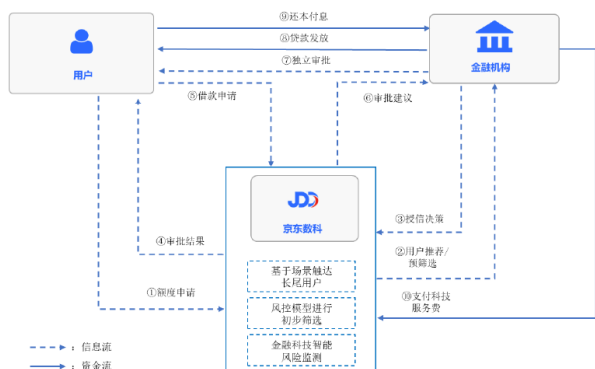 ⑨还本付息
⑧贷款发放
⑦独立审批
用户
金融机构
⑤借款申请
⑥审批建议
JDD
京东数科
③授信决策
④审批结果
②用户推荐/
预筛选
基于场景触达
长尾用户
①额度申请
⑩支付科技
服务费
风控模型进行
初步筛选
金融科技智能
风险监测
：信息流
：资金流